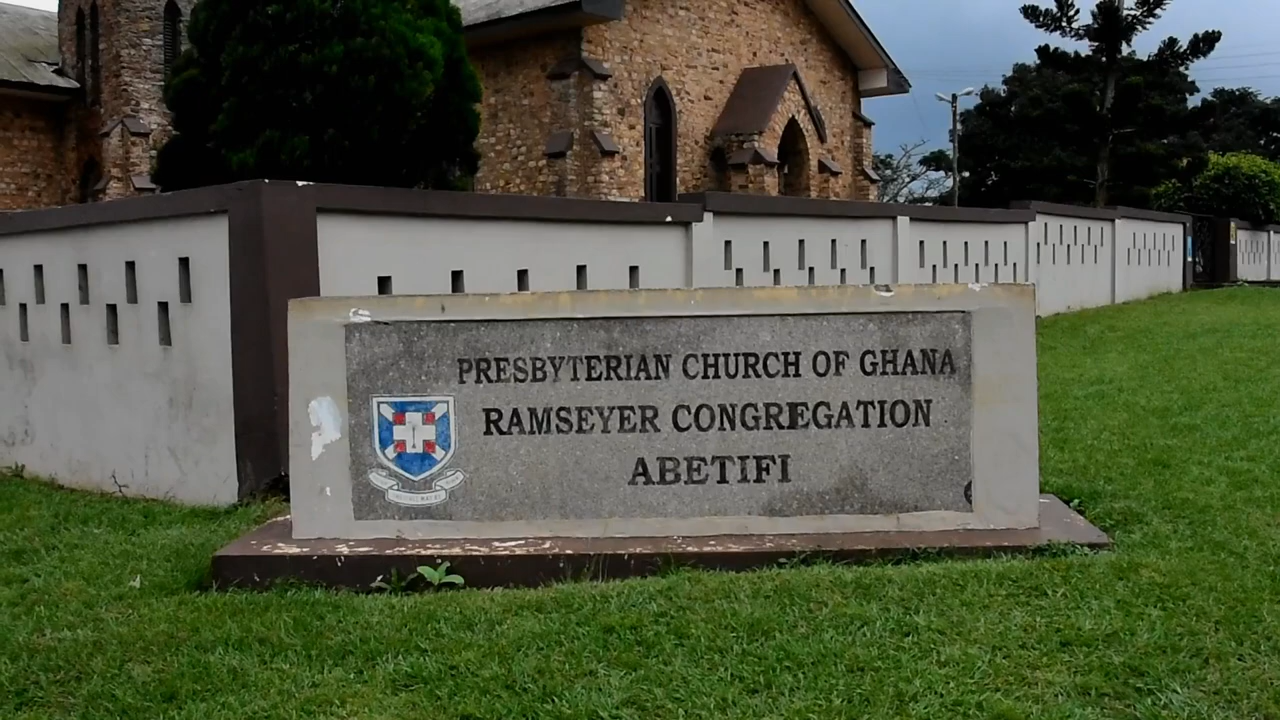 PRESBYTERIAN CHURCH OF GHANA
RAMSEYER CONGREGATION
ABETIFI